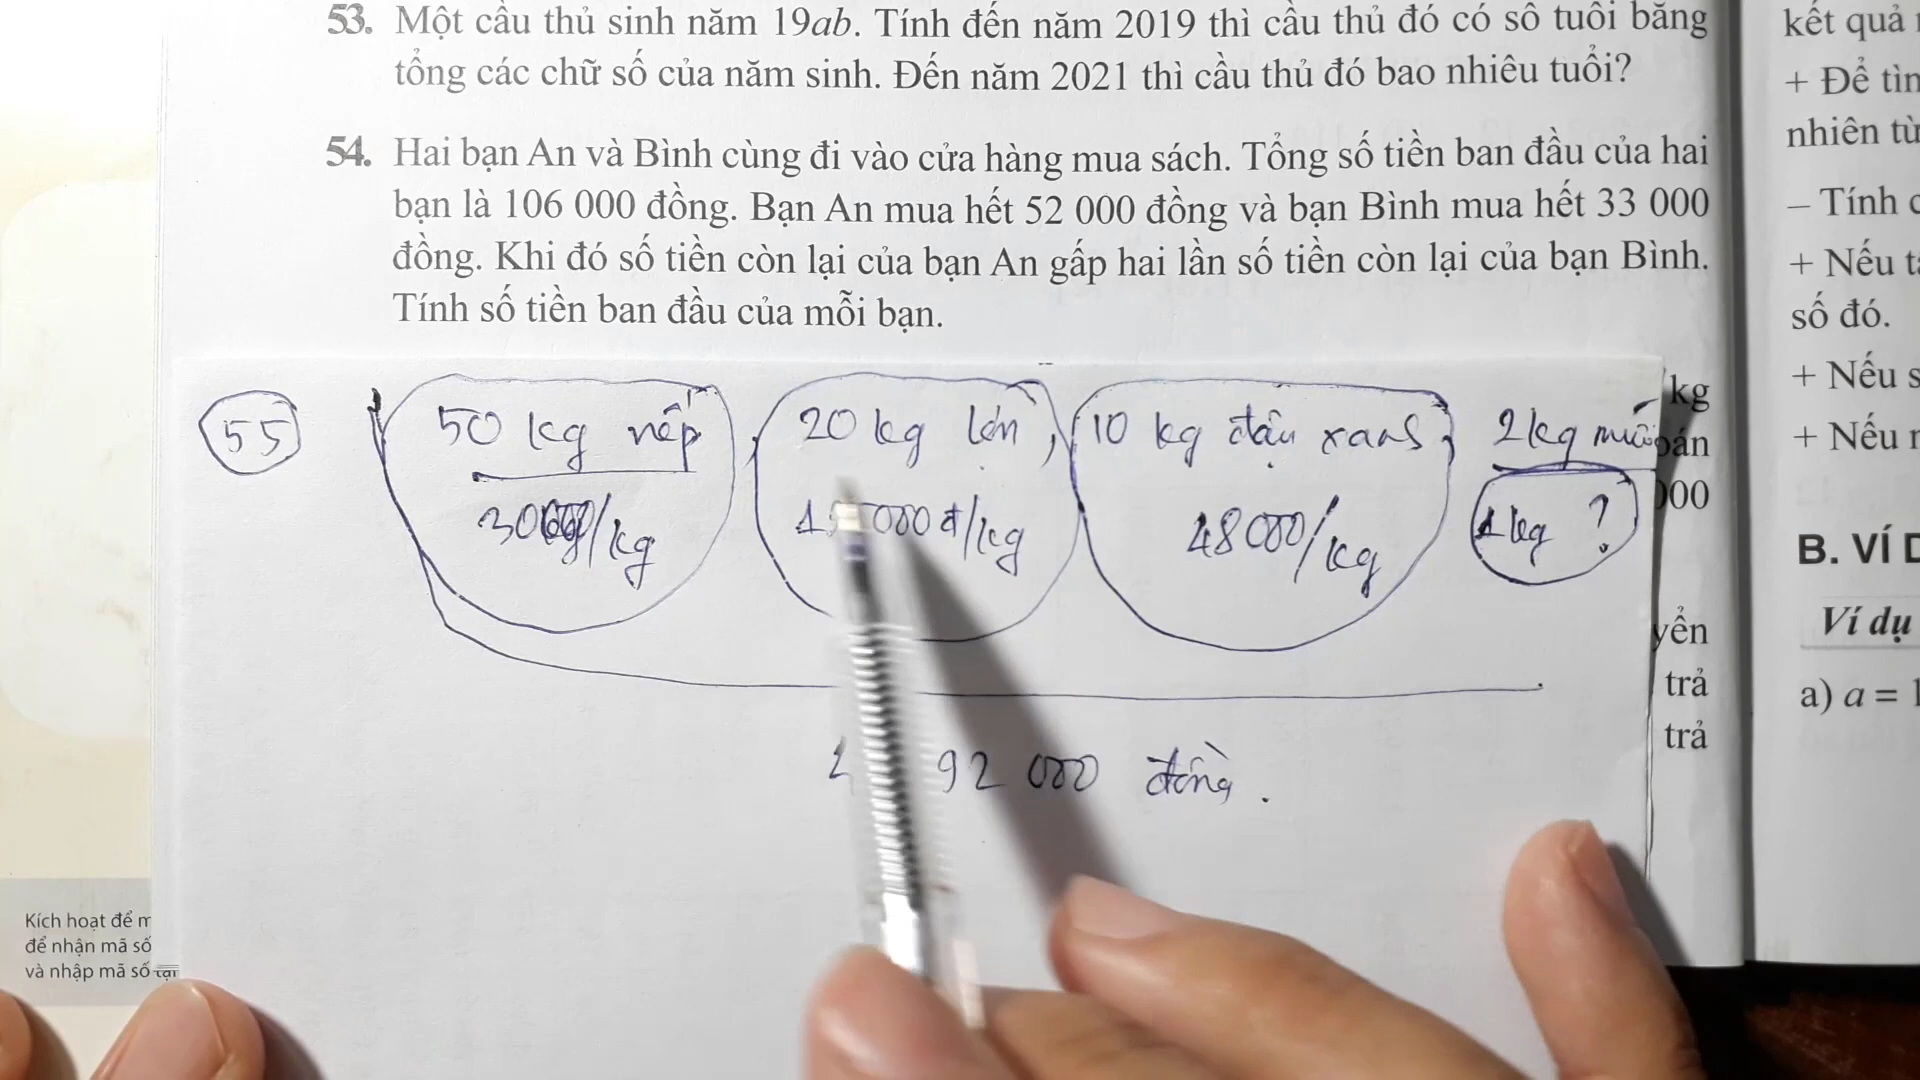 53. Một cầu thủ sinh năm 19ab. Tính đến năm 2019 thì cầu thủ đó có số tuổi bằng
tổng các chữ số của năm sinh. Đến năm 2021 thì cầu thủ đó bao nhiêu tuổi?
54. Hai bạn An và Bình cùng đi vào cửa hàng mua sách. Tổng số tiền ban đầu của hai
bạn là 106 000 đồng. Bạn An mua hết 52 000 đồng và bạn Bình mua hết 33 000
đồng. Khi đó số tiền còn lại của bạn An gấp hai lần số tiền còn lại của bạn Bình.
Tính số tiền ban đầu của mỗi bạn.
55 50 kg nếp, 20 kg lợn, 10 kg đậu xanh, 2 kg muối
/kg 000đ/kg 48000/kg 1 kg ?
92 000 đồng.
kg
bán
000
yển
trả
trả
kết quả
+ Để tìm
nhiên từ
– Tính
+ Nếu
số đó.
+ Nếu
+ Nếu
B. VÍ
Ví dụ
a) a = 1
Kích hoạt để
để nhận mã số
và nhập mã số tại